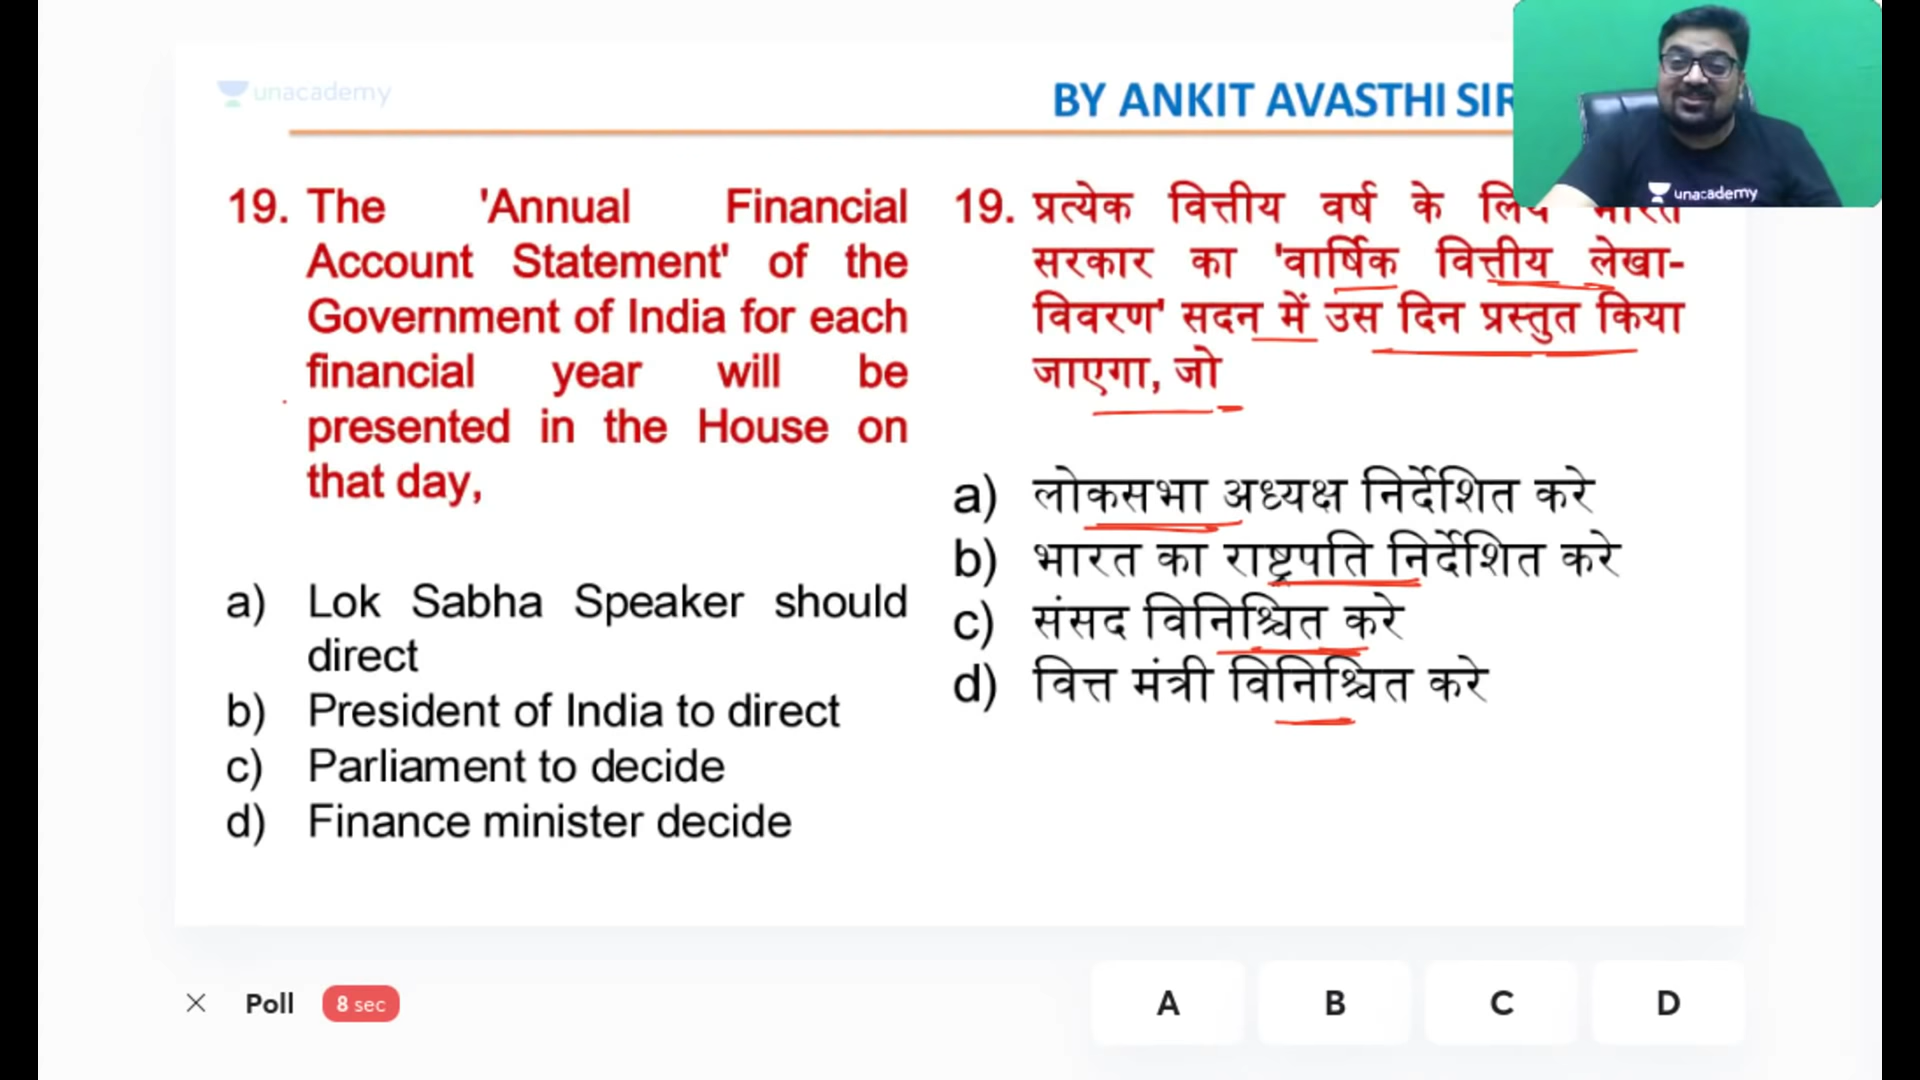 unacademy
BY ANKIT AVASTHI SIR
unacademy
19. The 'Annual Financial
Account Statement' of the
Government of India for each
financial year will be
presented in the House on
that day,
a) Lok Sabha Speaker should
direct
b) President of India to direct
c) Parliament to decide
d) Finance minister decide
19. प्रत्येक वित्तीय वर्ष के लिये भारत
सरकार का 'वार्षिक वित्तीय लेखा-
विवरण' सदन में उस दिन प्रस्तुत किया
जाएगा, जो
a) लोकसभा अध्यक्ष निर्देशित करे
b) भारत का राष्ट्रपति निर्देशित करे
c) संसद विनिश्चित करे
d) वित्त मंत्री विनिश्चित करे
Poll 8 sec
A B C D